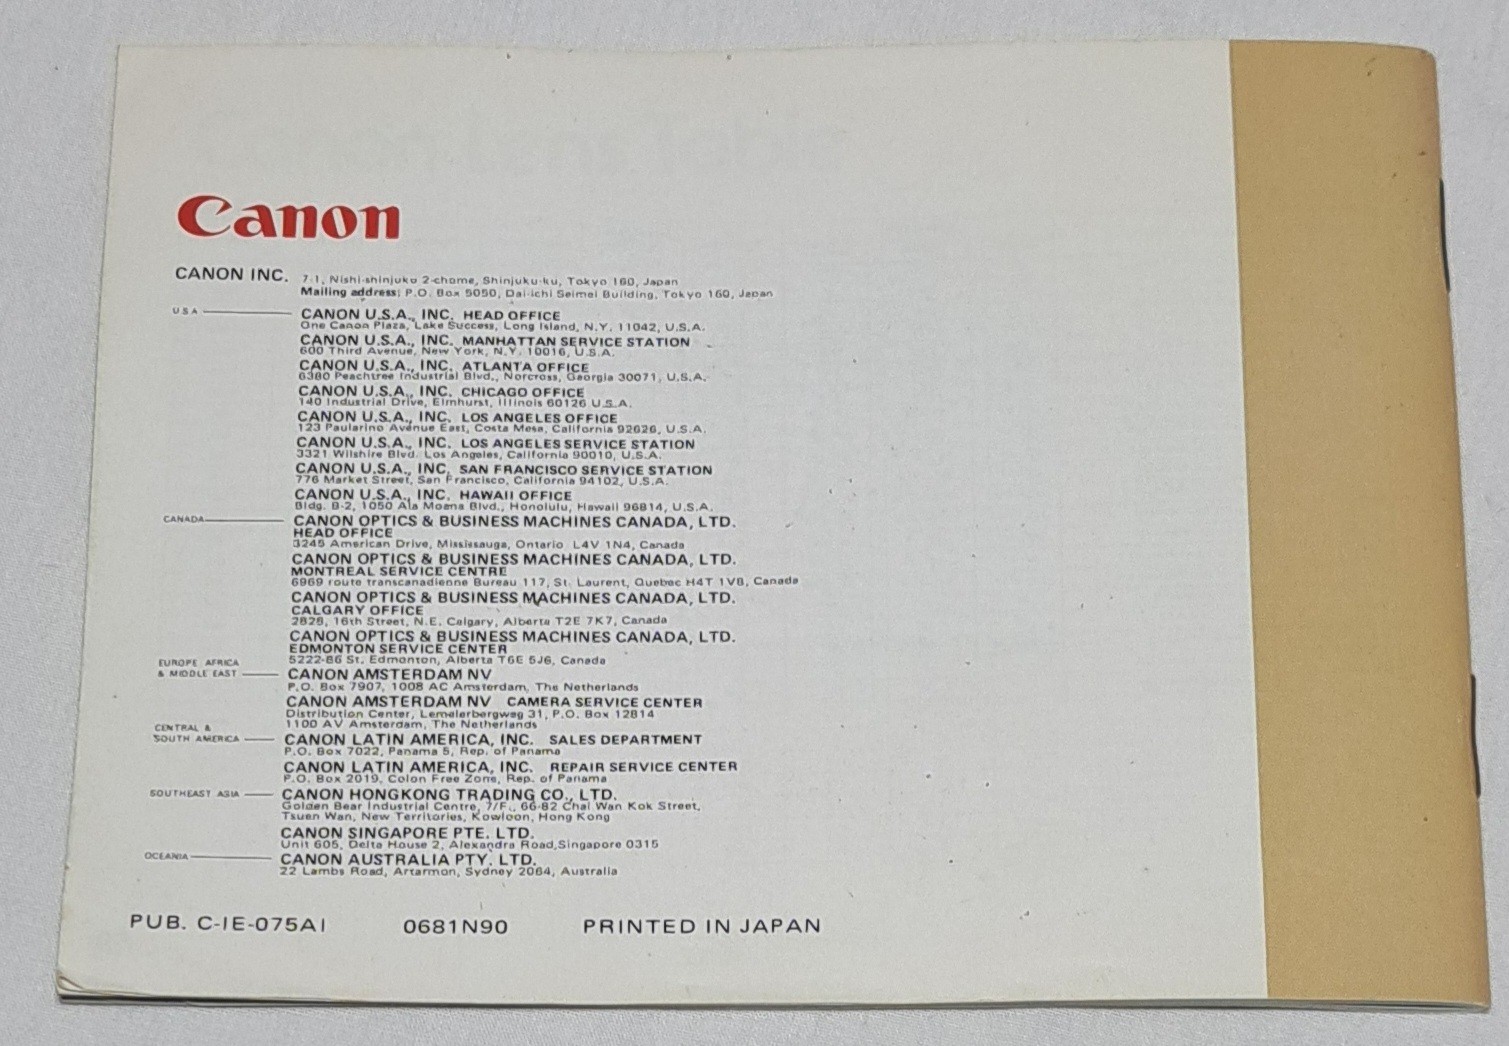 Canon
CANON INC. 7-1, Nishi-shinjuku 2-chome, Shinjuku-ku, Tokyo 160, Japan
Mailing address: P.O. Box 5050, Dai-ichi Seimei Building, Tokyo 160, Japan
USA CANON U.S.A., INC. HEAD OFFICE
One Canon Plaza, Lake Success, Long Island, N.Y. 11042, U.S.A.
CANON U.S.A., INC. MANHATTAN SERVICE STATION
600 Third Avenue, New York, N.Y. 10016, U.S.A.
CANON U.S.A., INC. ATLANTA OFFICE
6380 Peachtree Industrial Blvd., Norcross, Georgia 30071, U.S.A.
CANON U.S.A., INC. CHICAGO OFFICE
140 Industrial Drive, Elmhurst, Illinois 60126 U.S.A.
CANON U.S.A., INC. LOS ANGELES OFFICE
123 Paularino Avenue East, Costa Mesa, California 92626, U.S.A.
CANON U.S.A., INC. LOS ANGELES SERVICE STATION
3321 Wilshire Blvd. Los Angeles, California 90010, U.S.A.
CANON U.S.A., INC. SAN FRANCISCO SERVICE STATION
776 Market Street, San Francisco, California 94102, U.S.A.
CANON U.S.A., INC. HAWAII OFFICE
Bldg. B-2, 1050 Ala Moana Blvd., Honolulu, Hawaii 96814, U.S.A.
CANADA CANON OPTICS & BUSINESS MACHINES CANADA, LTD.
HEAD OFFICE
3245 American Drive, Mississauga, Ontario L4V 1N4, Canada
CANON OPTICS & BUSINESS MACHINES CANADA, LTD.
MONTREAL SERVICE CENTRE
6969 route transcanadienne Bureau 117, St. Laurent, Quebec H4T 1V8, Canada
CANON OPTICS & BUSINESS MACHINES CANADA, LTD.
CALGARY OFFICE
2828, 16th Street, N.E. Calgary, Alberta T2E 7K7, Canada
CANON OPTICS & BUSINESS MACHINES CANADA, LTD.
EDMONTON SERVICE CENTER
5222-86 St. Edmonton, Alberta T6E 5J6, Canada
EUROPE AFRICA
& MIDDLE EAST CANON AMSTERDAM NV
P.O. Box 7907, 1008 AC Amsterdam, The Netherlands
CANON AMSTERDAM NV CAMERA SERVICE CENTER
Distribution Center, Lemelerbergweg 31, P.O. Box 12814
1100 AV Amsterdam, The Netherlands
CENTRAL &
SOUTH AMERICA CANON LATIN AMERICA, INC. SALES DEPARTMENT
P.O. Box 7022, Panama 5, Rep. of Panama
CANON LATIN AMERICA, INC. REPAIR SERVICE CENTER
P.O. Box 2019, Colon Free Zone, Rep. of Panama
SOUTHEAST ASIA CANON HONGKONG TRADING CO., LTD.
Golden Bear Industrial Centre, 7/F., 66-82 Chai Wan Kok Street,
Tsuen Wan, New Territories, Kowloon, Hong Kong
CANON SINGAPORE PTE. LTD.
Unit 605, Delta House 2, Alexandra Road, Singapore 0315
OCEANIA CANON AUSTRALIA PTY. LTD.
22 Lambs Road, Artarmon, Sydney 2064, Australia
PUB. C-IE-075AI 0681N90 PRINTED IN JAPAN